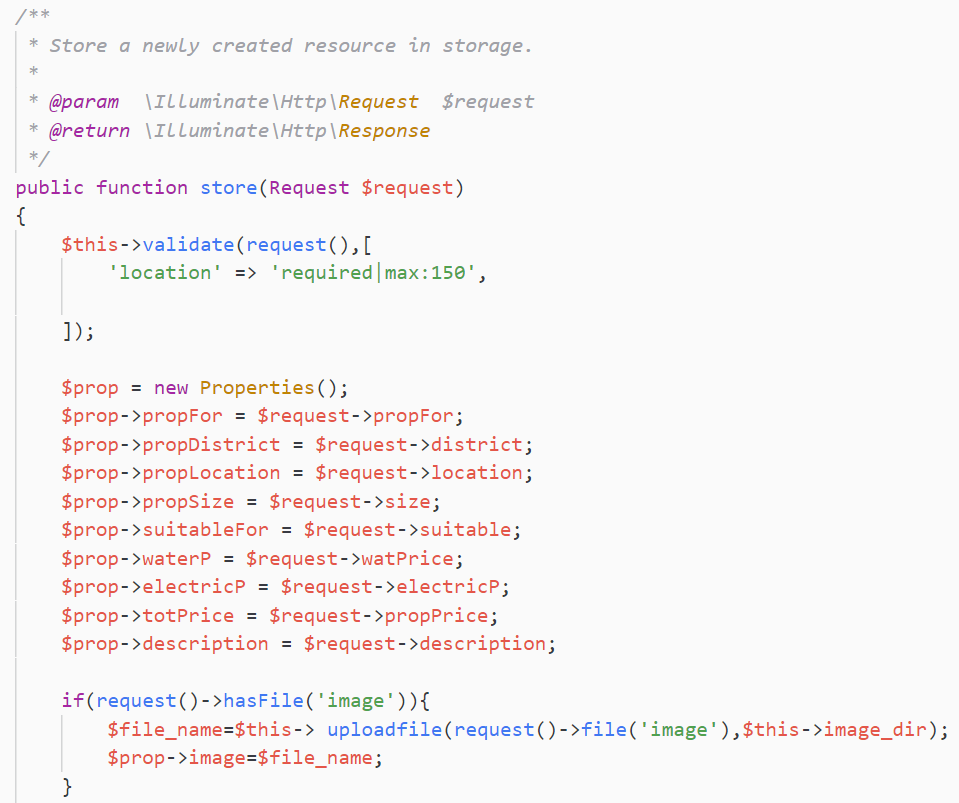 /**
 * Store a newly created resource in storage.
 *
 * @param  \Illuminate\Http\Request  $request
 * @return \Illuminate\Http\Response
 */
public function store(Request $request)
{
    $this->validate(request(),[
        'location' => 'required|max:150',
    ]);
    $prop = new Properties();
    $prop->propFor = $request->propFor;
    $prop->propDistrict = $request->district;
    $prop->propLocation = $request->location;
    $prop->propSize = $request->size;
    $prop->suitableFor = $request->suitable;
    $prop->waterP = $request->watPrice;
    $prop->electricP = $request->electricP;
    $prop->totPrice = $request->propPrice;
    $prop->description = $request->description;
    if(request()->hasFile('image')){
        $file_name=$this-> uploadfile(request()->file('image'),$this->image_dir);
        $prop->image=$file_name;
    }